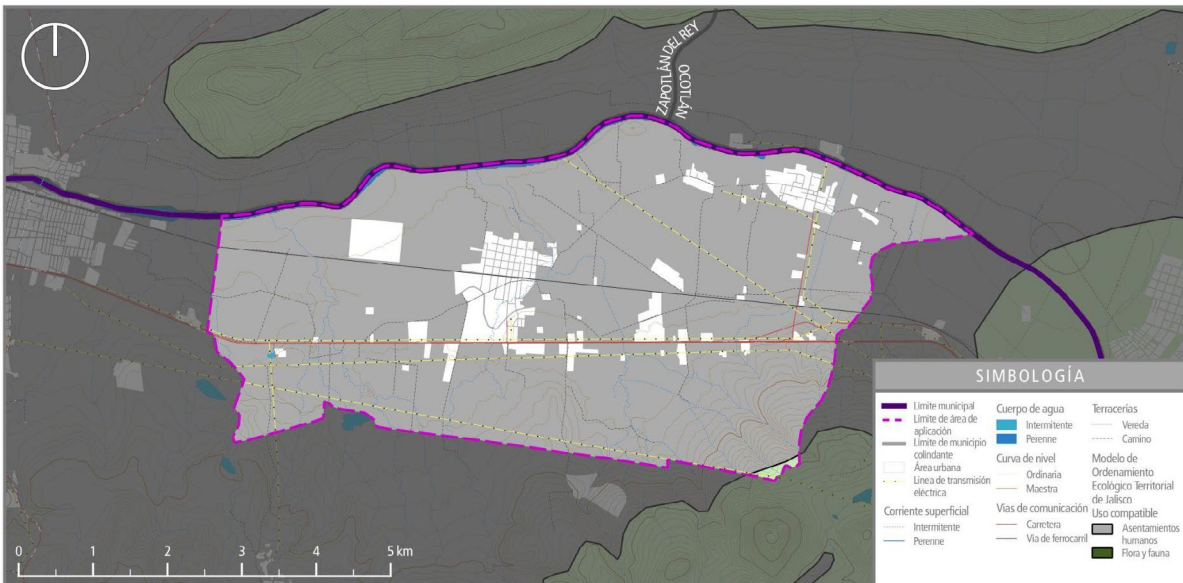 ZAPOTLÁN DEL REY
OCOTLÁN
0 1 2 3 4 5 km
SIMBOLOGÍA
Límite municipal
Límite de área de
aplicación
Límite de municipio
colindante
Área urbana
Línea de transmisión
eléctrica
Corriente superficial
Intermitente
Perenne
Cuerpo de agua
Intermitente
Perenne
Curva de nivel
Ordinaria
Maestra
Vías de comunicación
Carretera
Vía de ferrocarril
Terracerías
Vereda
Camino
Modelo de
Ordenamiento
Ecológico Territorial
de Jalisco
Uso compatible
Asentamientos
humanos
Flora y fauna